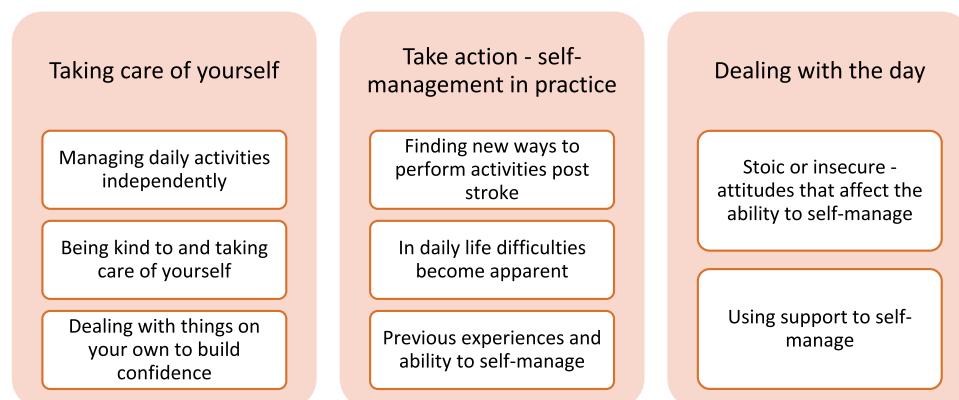 Taking care of yourself
Managing daily activities
independently
Being kind to and taking
care of yourself
Dealing with things on
your own to build
confidence
Take action - self-
management in practice
Finding new ways to
perform activities post
stroke
In daily life difficulties
become apparent
Previous experiences and
ability to self-manage
Dealing with the day
Stoic or insecure -
attitudes that affect the
ability to self-manage
Using support to self-
manage